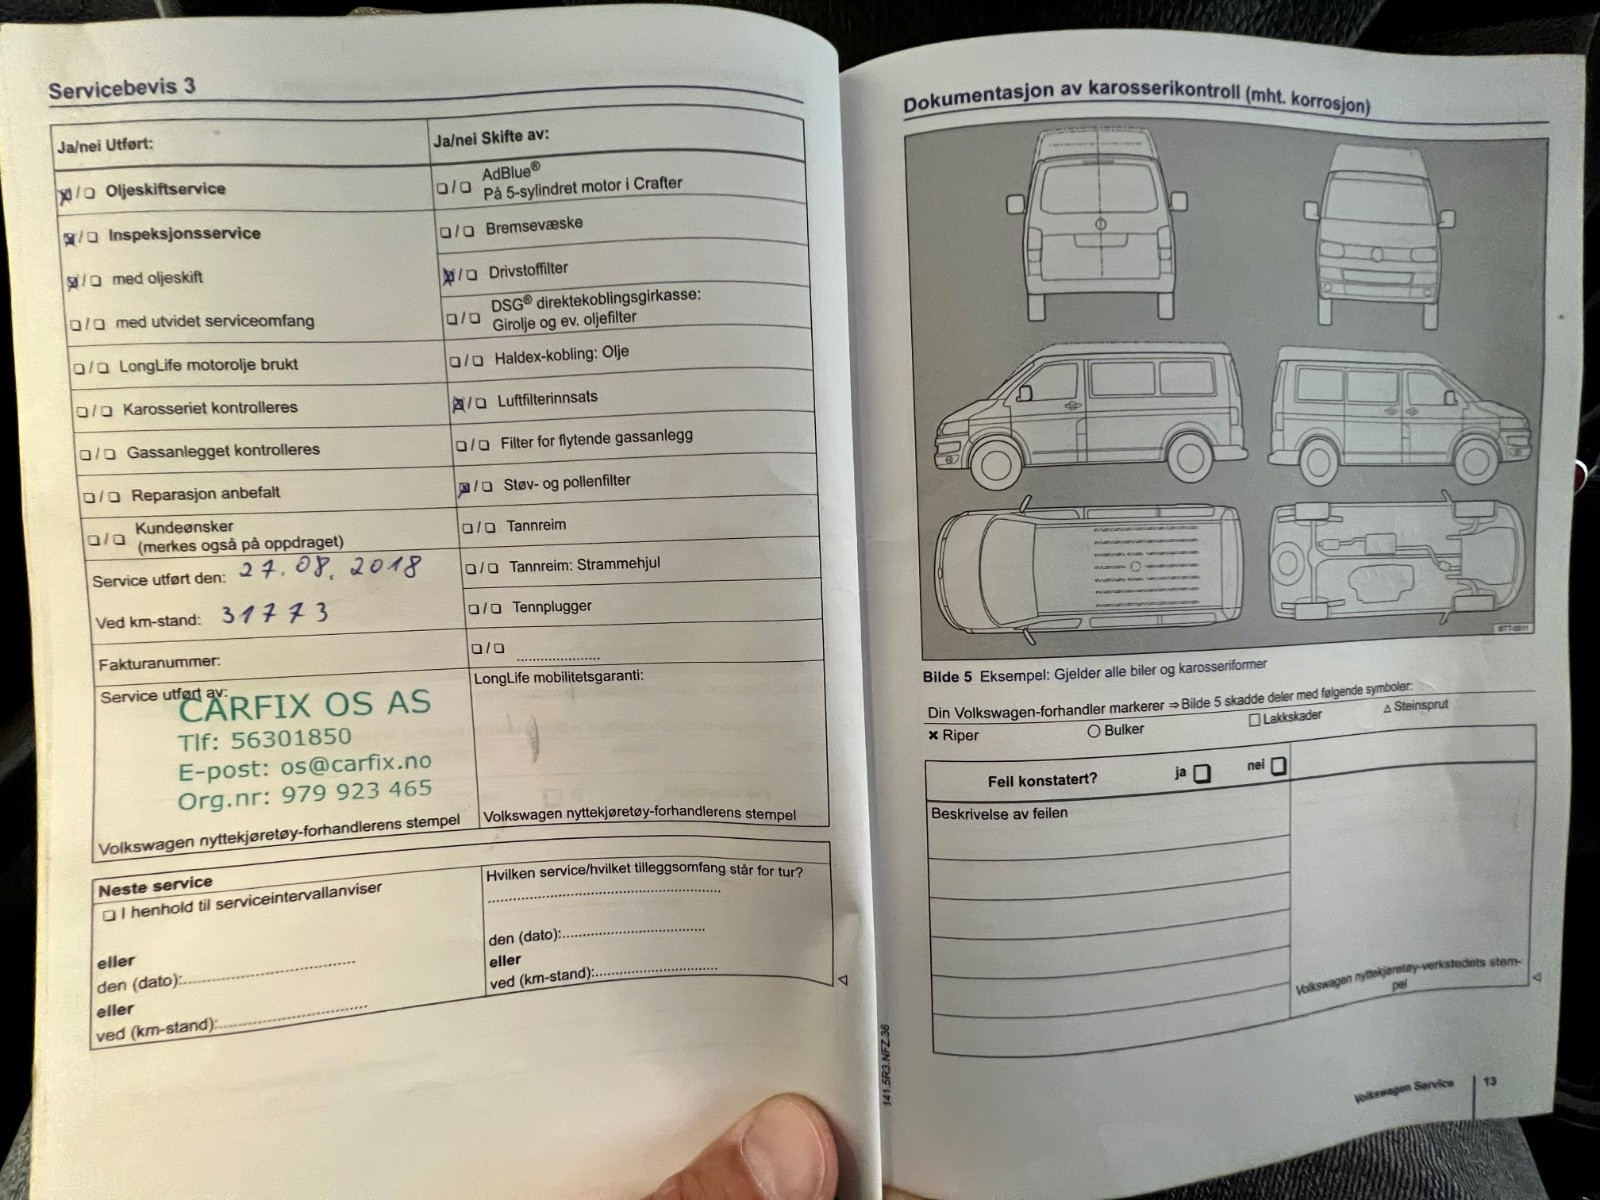 Servicebevis 3
Ja/nei Utført:
☒/❑ Oljeskiftservice
☒/❑ Inspeksjonsservice
☒/❑ med oljeskift
❑/❑ med utvidet serviceomfang
❑/❑ LongLife motorolje brukt
❑/❑ Karosseriet kontrolleres
❑/❑ Gassanlegget kontrolleres
❑/❑ Reparasjon anbefalt
❑/❑ Kundeønsker
(merkes også på oppdraget)
Service utført den: 27.08.2018
Ved km-stand: 31773
Fakturanummer:
Service utført av:
CARFIX OS AS
Tlf: 56301850
E-post: os@carfix.no
Org.nr: 979 923 465
Volkswagen nyttekjøretøy-forhandlerens stempel
Ja/nei Skifte av:
❑/❑ AdBlue®
På 5-sylindret motor i Crafter
❑/❑ Bremsevæske
☒/❑ Drivstoffilter
❑/❑ DSG® direktekoblingsgirkasse:
Girolje og ev. oljefilter
❑/❑ Haldex-kobling: Olje
☒/❑ Luftfilterinnsats
❑/❑ Filter for flytende gassanlegg
☒/❑ Støv- og pollenfilter
❑/❑ Tannreim
❑/❑ Tannreim: Strammehjul
❑/❑ Tennplugger
❑/❑ ......................
LongLife mobilitetsgaranti:
Volkswagen nyttekjøretøy-forhandlerens stempel
Neste service
❑ I henhold til serviceintervallanviser
eller
den (dato):........................................
eller
ved (km-stand):...................................
Hvilken service/hvilket tilleggsomfang står for tur?
......................................................
den (dato):.................................
eller
ved (km-stand):............................
Dokumentasjon av karosserikontroll (mht. korrosjon)
Bilde 5 Eksempel: Gjelder alle biler og karosseriformer
Din Volkswagen-forhandler markerer ⇒ Bilde 5 skadde deler med følgende symboler:
✖ Riper ○ Bulker □ Lakkskader △ Steinsprut
Feil konstatert? ja ❑ nei ❑
Beskrivelse av feilen
Volkswagen nyttekjøretøy-verkstedets stem-
pel
141.5R3.NFZ.36
Volkswagen Service | 13